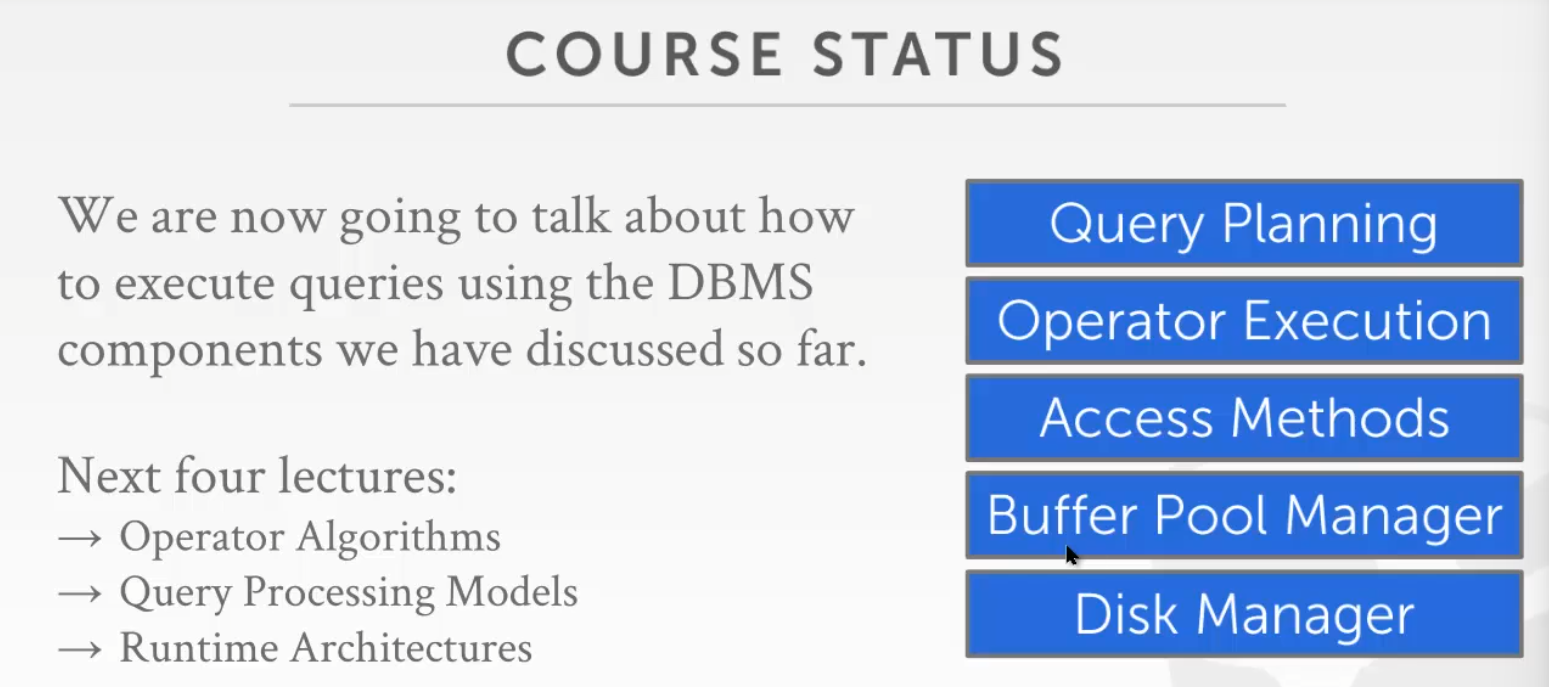 COURSE STATUS
We are now going to talk about how
to execute queries using the DBMS
components we have discussed so far.
Next four lectures:
→ Operator Algorithms
→ Query Processing Models
→ Runtime Architectures
Query Planning
Operator Execution
Access Methods
Buffer Pool Manager
Disk Manager